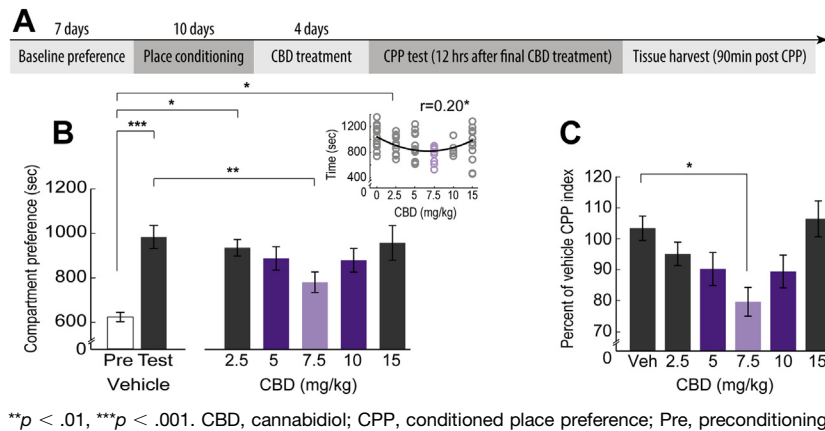 A
7 days
10 days
4 days
Baseline preference
Place conditioning
CBD treatment
CPP test (12 hrs after final CBD treatment)
Tissue harvest (90min post CPP)
B
*
*
***
**
Compartment preference (sec)
1200
1000
800
600
0
Pre Test
Vehicle
2.5 5 7.5 10 15
CBD (mg/kg)
r=0.20*
Time (sec)
1200
800
400
0
0 2.5 5 7.5 10 15
CBD (mg/kg)
C
*
Percent of vehicle CPP index
120
110
100
90
80
70
0
Veh 2.5 5 7.5 10 15
CBD (mg/kg)
**p < .01, ***p < .001. CBD, cannabidiol; CPP, conditioned place preference; Pre, preconditioning